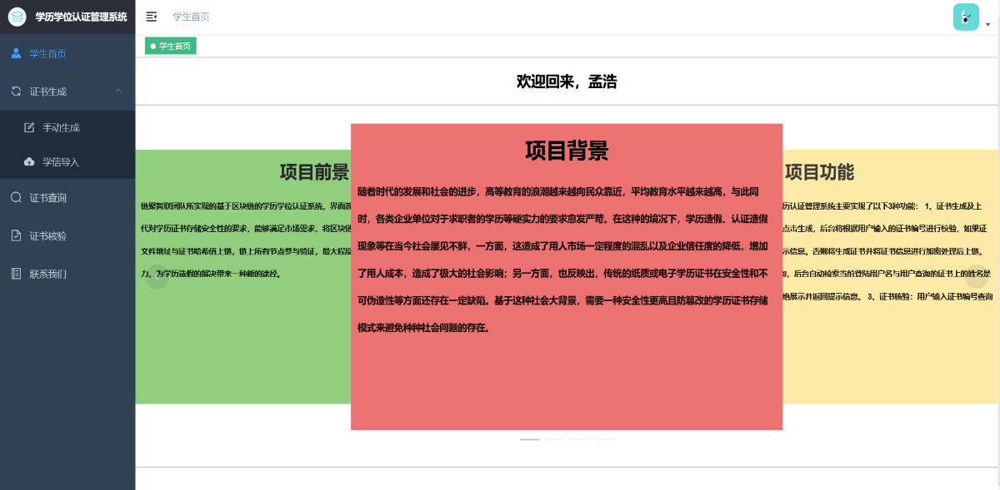 学历学位认证管理系统
学生首页
学生首页
学生首页
证书生成
手动生成
学信导入
证书查询
证书核验
联系我们
欢迎回来，孟浩
项目前景
链聚智联团队所实现的基于区块链的学历学位认证系统，界面简
代对学历证书存储安全性的要求，能够满足市场需求，将区块链
文件地址与证书哈希值上链，链上所有节点参与验证，最大程度
力，为学历造假的解决带来一种新的途径。
项目背景
随着时代的发展和社会的进步，高等教育的浪潮越来越向民众靠近，平均教育水平越来越高，与此同
时，各类企业单位对于求职者的学历等硬实力的要求愈发严苛。在这种的境况下，学历造假、认证造假
现象等在当今社会屡见不鲜，一方面，这造成了用人市场一定程度的混乱以及企业信任度的降低，增加
了用人成本，造成了极大的社会影响；另一方面，也反映出，传统的纸质或电子学历证书在安全性和不
可伪造性等方面还存在一定缺陷。基于这种社会大背景，需要一种安全性更高且防篡改的学历证书存储
模式来避免种种社会问题的存在。
项目功能
历认证管理系统主要实现了以下3种功能： 1、证书生成及上
点击生成，后台将根据用户输入的证书编号进行校验，如果证
示信息。否则将生成证书并将证书信息进行加密处理后上链。
，后台自动检索当前登陆用户名与用户查询的证书上的姓名是
绝展示并返回提示信息。 3、证书核验：用户输入证书编号查询